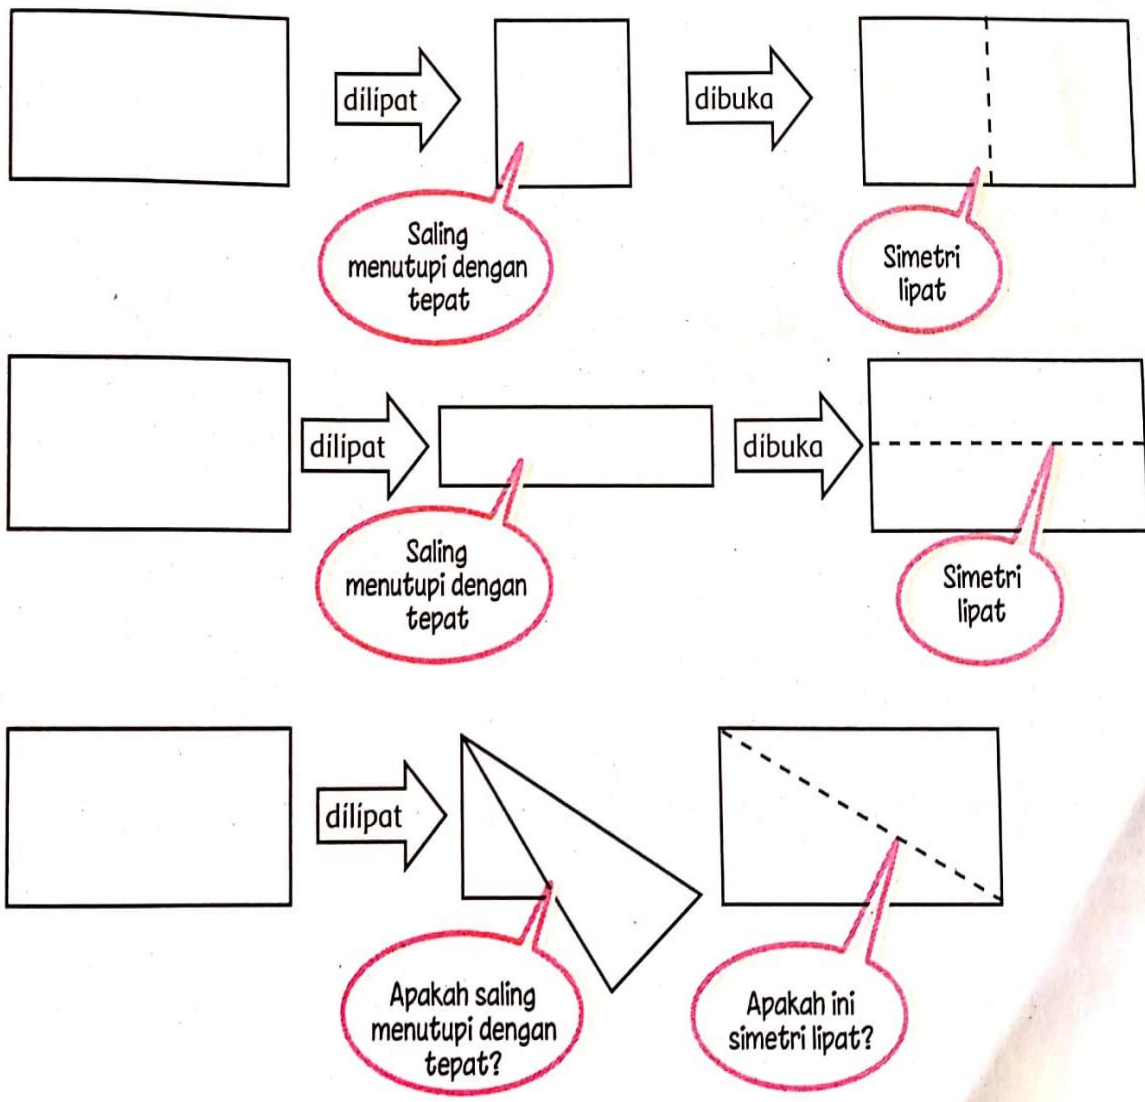 dilipat
dibuka
Saling
menutupi dengan
tepat
Simetri
lipat
dilipat
dibuka
Saling
menutupi dengan
tepat
Simetri
lipat
dilipat
Apakah saling
menutupi dengan
tepat?
Apakah ini
simetri lipat?